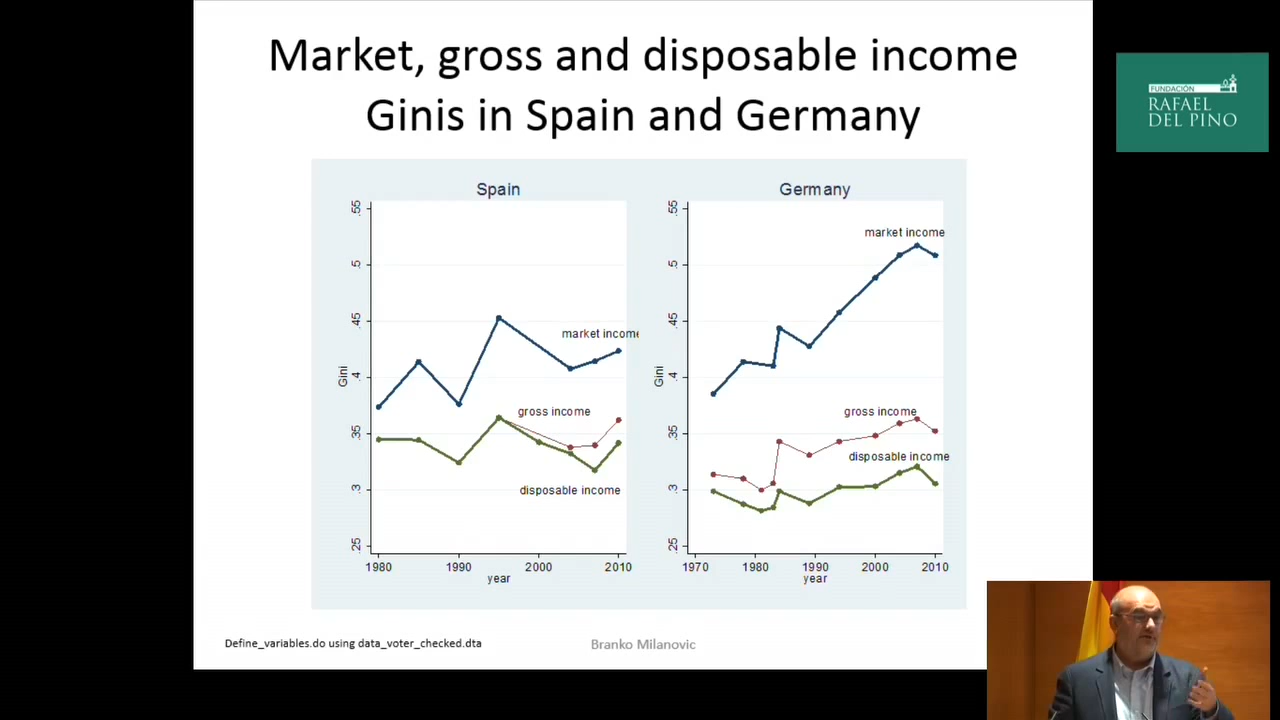 Market, gross and disposable income
Ginis in Spain and Germany
FUNDACIÓN
RAFAEL
DEL PINO
Spain
Germany
.55
.5
.45
.4
.35
.3
.25
Gini
market income
gross income
disposable income
1980 1990 2000 2010
year
.55
.5
.45
.4
.35
.3
.25
Gini
market income
gross income
disposable income
1970 1980 1990 2000 2010
year
Define_variables.do using data_voter_checked.dta
Branko Milanovic